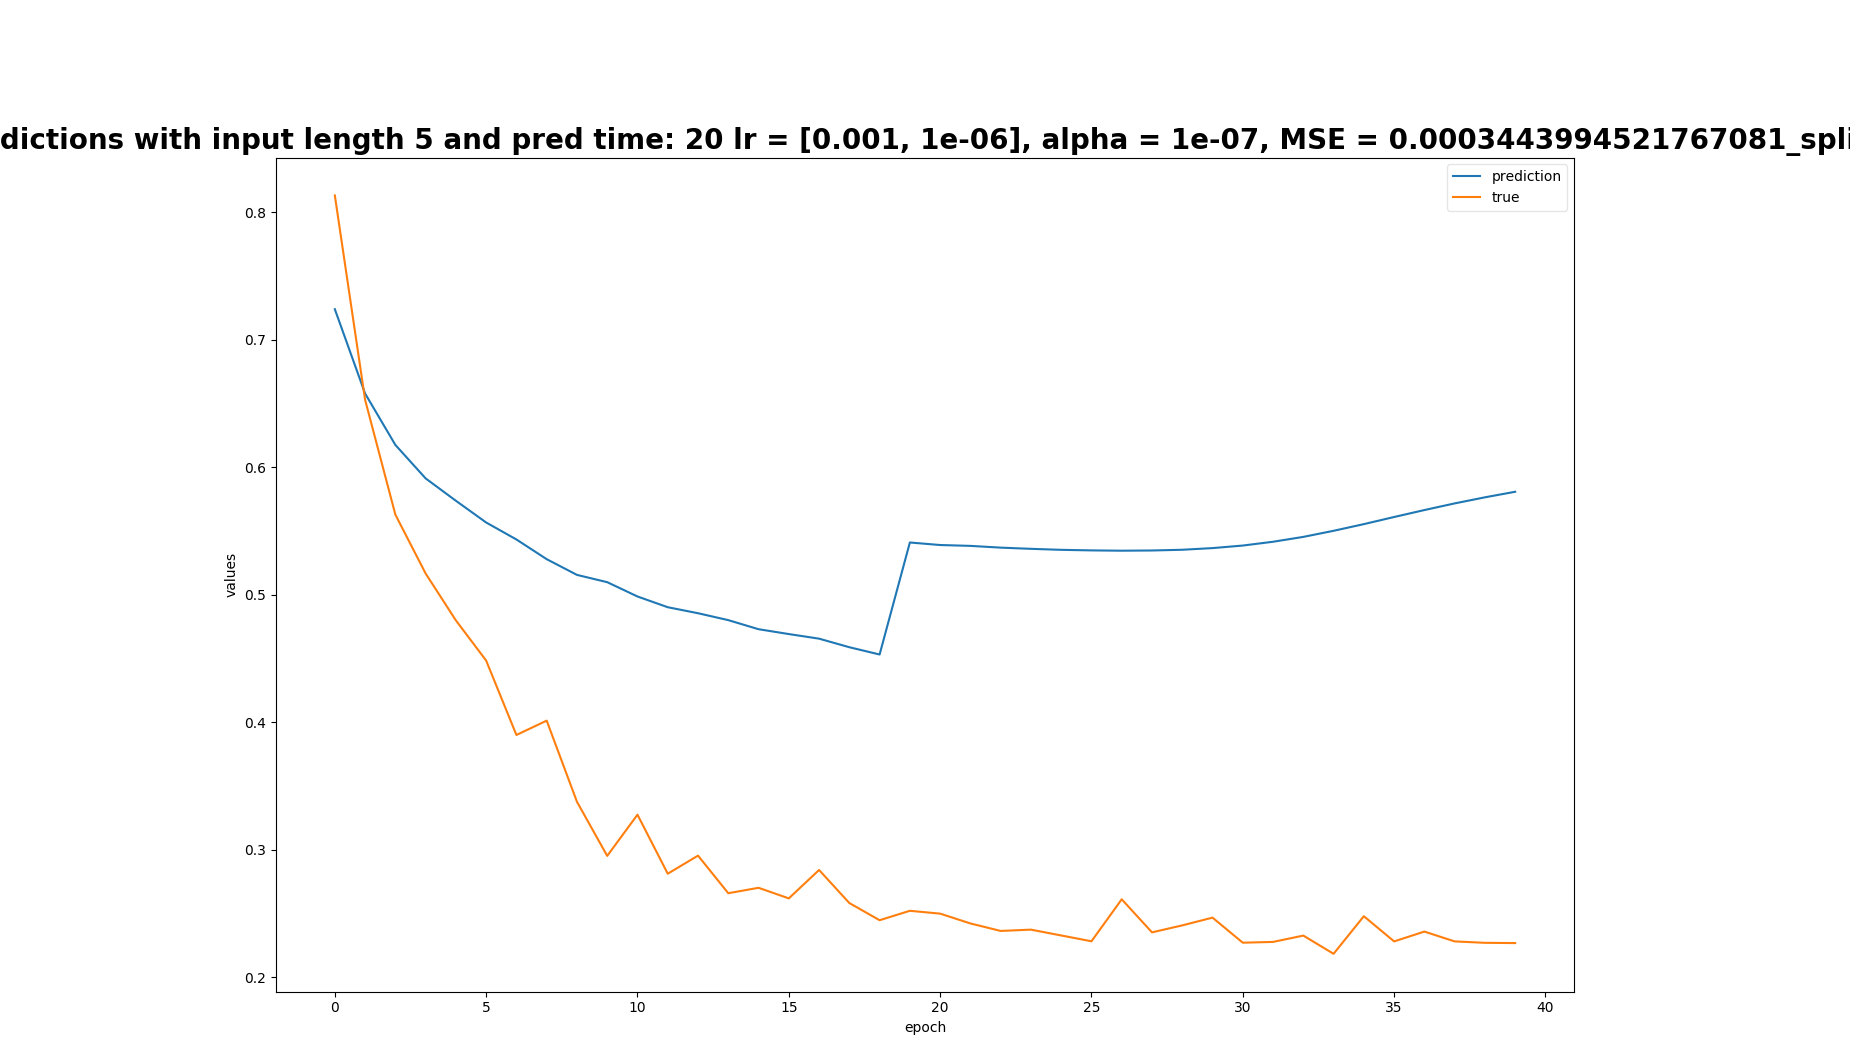 dictions with input length 5 and pred time: 20 lr = [0.001, 1e-06], alpha = 1e-07, MSE = 0.0003443994521767081_spli
prediction
true
0.8
0.7
0.6
0.5
0.4
0.3
0.2
values
0 5 10 15 20 25 30 35 40
epoch